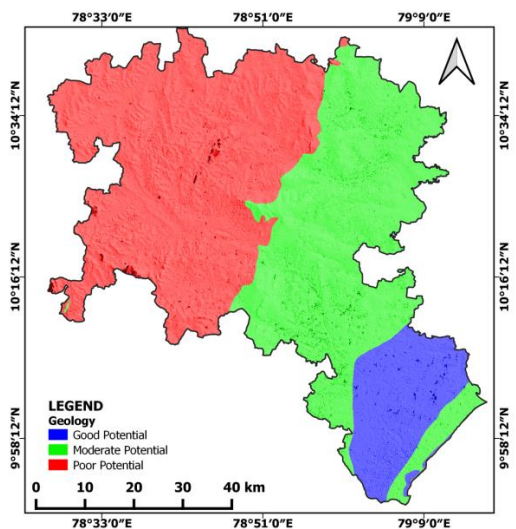 78°33′0″E 78°51′0″E 79°9′0″E
10°34′12″N 10°34′12″N
10°16′12″N 10°16′12″N
9°58′12″N 9°58′12″N
LEGEND
Geology
Good Potential
Moderate Potential
Poor Potential
0 10 20 30 40 km
78°33′0″E 78°51′0″E 79°9′0″E